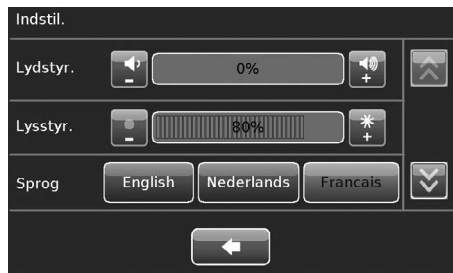 Indstil.
Lydstyr. - 0% +
Lysstyr. - 80% +
Sprog English Nederlands Francais